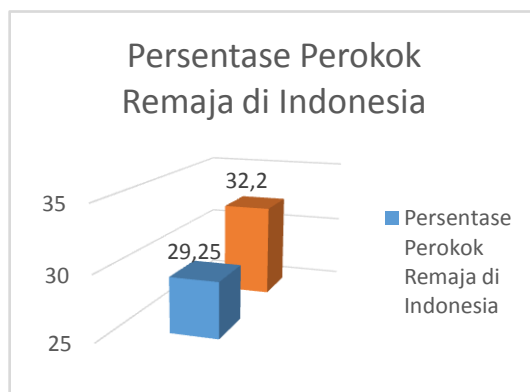 Persentase Perokok
Remaja di Indonesia
35
30
25
32,2
29,25
Persentase
Perokok
Remaja di
Indonesia